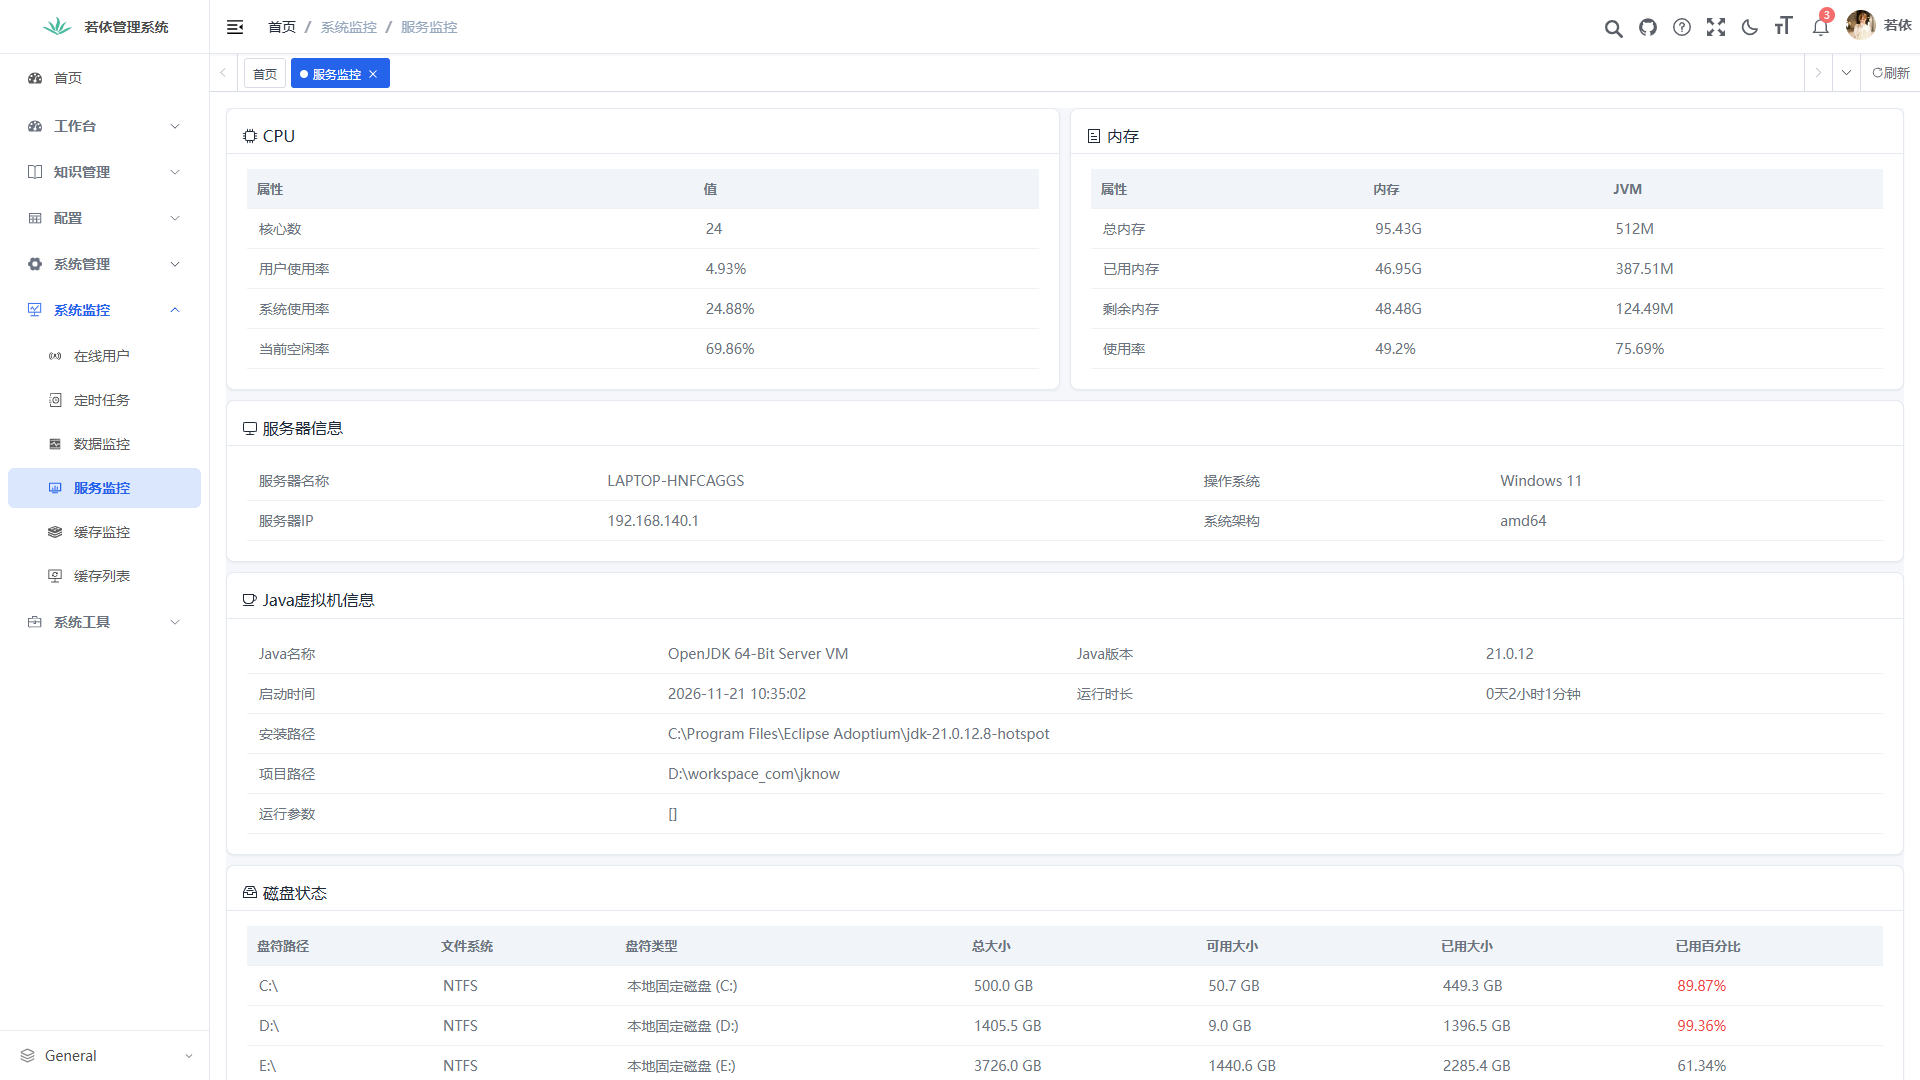 若依管理系统
首页 / 系统监控 / 服务监控
3
若依
首页
服务监控
刷新
首页
工作台
知识管理
配置
系统管理
系统监控
在线用户
定时任务
数据监控
服务监控
缓存监控
缓存列表
系统工具
General
CPU
属性 值
核心数 24
用户使用率 4.93%
系统使用率 24.88%
当前空闲率 69.86%
内存
属性 内存 JVM
总内存 95.43G 512M
已用内存 46.95G 387.51M
剩余内存 48.48G 124.49M
使用率 49.2% 75.69%
服务器信息
服务器名称 LAPTOP-HNFCAGGS 操作系统 Windows 11
服务器IP 192.168.140.1 系统架构 amd64
Java虚拟机信息
Java名称 OpenJDK 64-Bit Server VM Java版本 21.0.12
启动时间 2026-11-21 10:35:02 运行时长 0天2小时1分钟
安装路径 C:\Program Files\Eclipse Adoptium\jdk-21.0.12.8-hotspot
项目路径 D:\workspace_com\jknow
运行参数 []
磁盘状态
盘符路径 文件系统 盘符类型 总大小 可用大小 已用大小 已用百分比
C:\ NTFS 本地固定磁盘 (C:) 500.0 GB 50.7 GB 449.3 GB 89.87%
D:\ NTFS 本地固定磁盘 (D:) 1405.5 GB 9.0 GB 1396.5 GB 99.36%
E:\ NTFS 本地固定磁盘 (E:) 3726.0 GB 1440.6 GB 2285.4 GB 61.34%